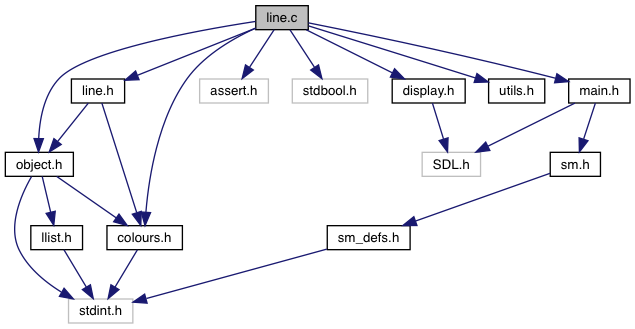 line.c
line.h
assert.h
stdbool.h
display.h
utils.h
main.h
object.h
SDL.h
sm.h
llist.h
colours.h
sm_defs.h
stdint.h